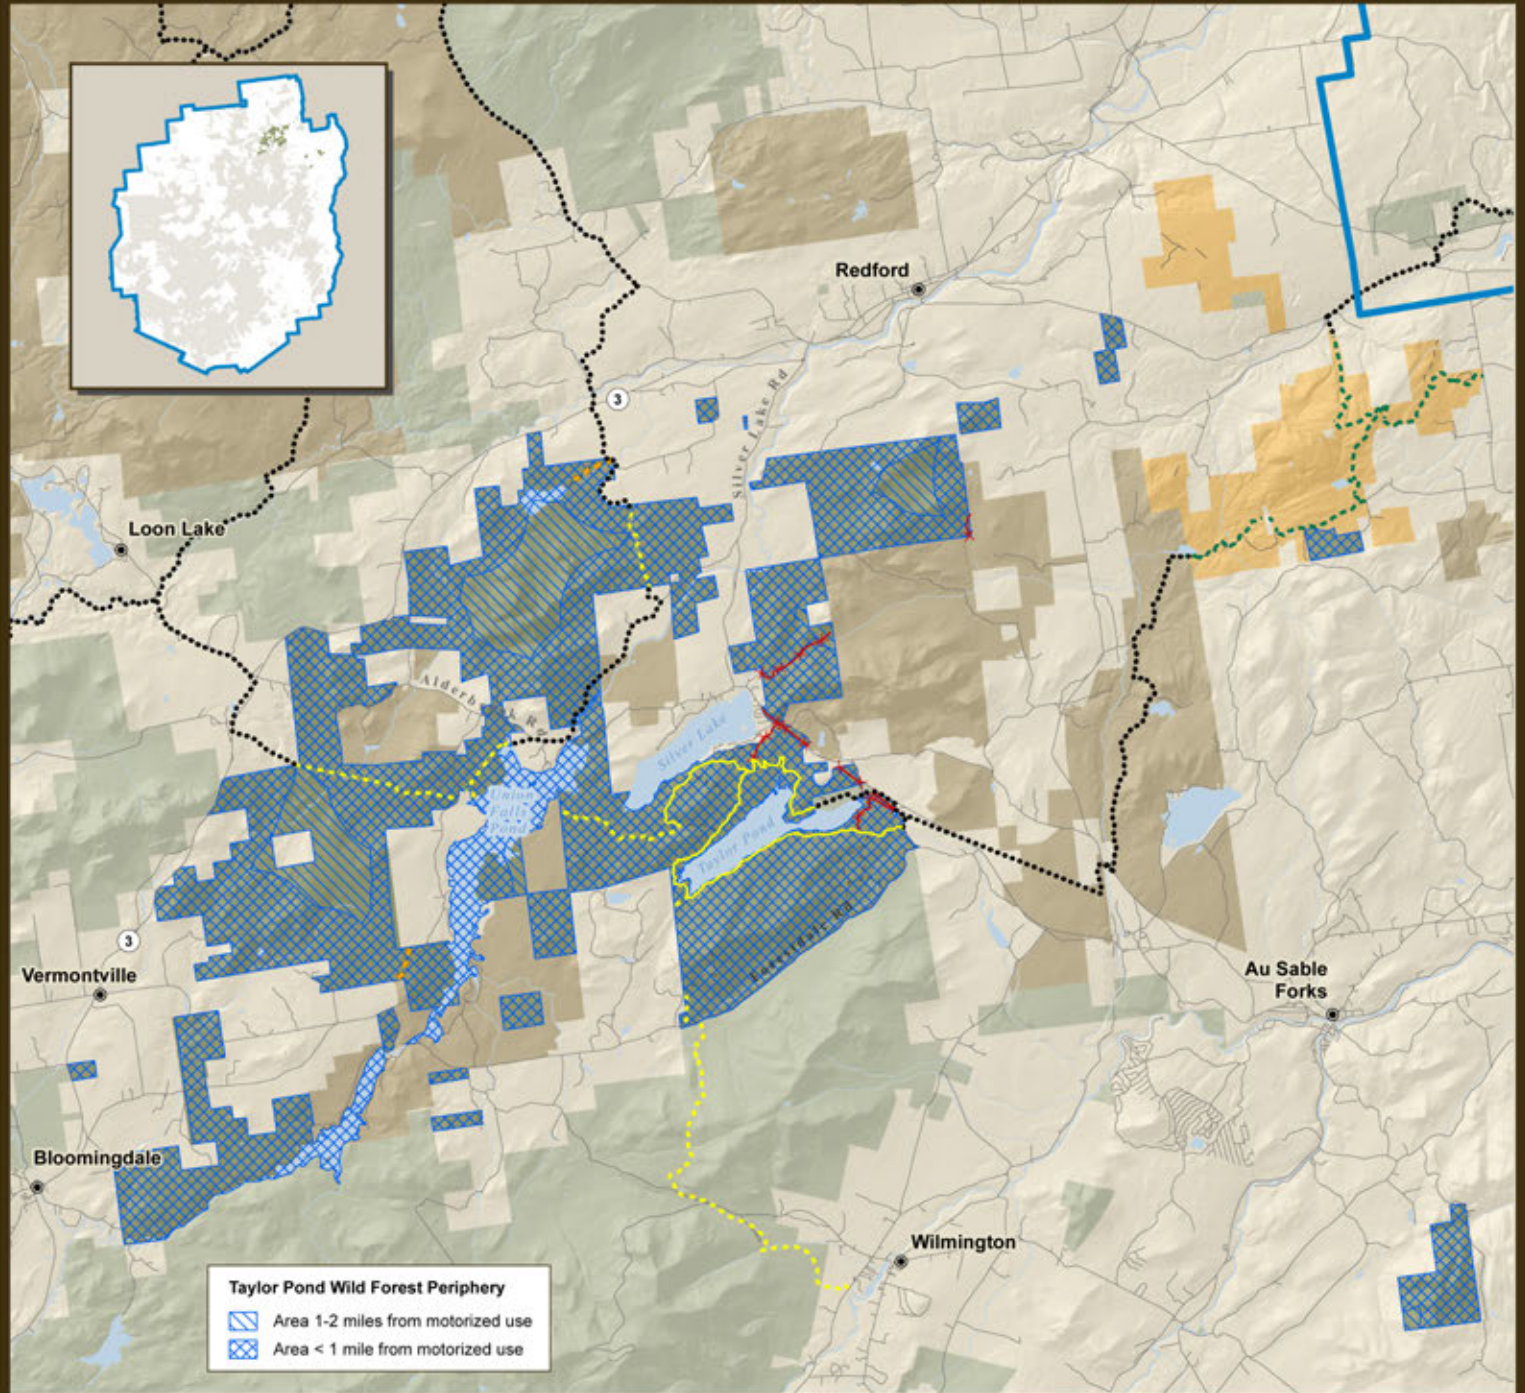 Redford
3
Silver Lake Rd
Loon Lake
Alderbrook Rd
Silver Lake
Union
Falls
Pond
Taylor Pond
3
Forestdale Rd
Vermontville
Au Sable
Forks
Bloomingdale
Wilmington
Taylor Pond Wild Forest Periphery
Area 1-2 miles from motorized use
Area < 1 mile from motorized use